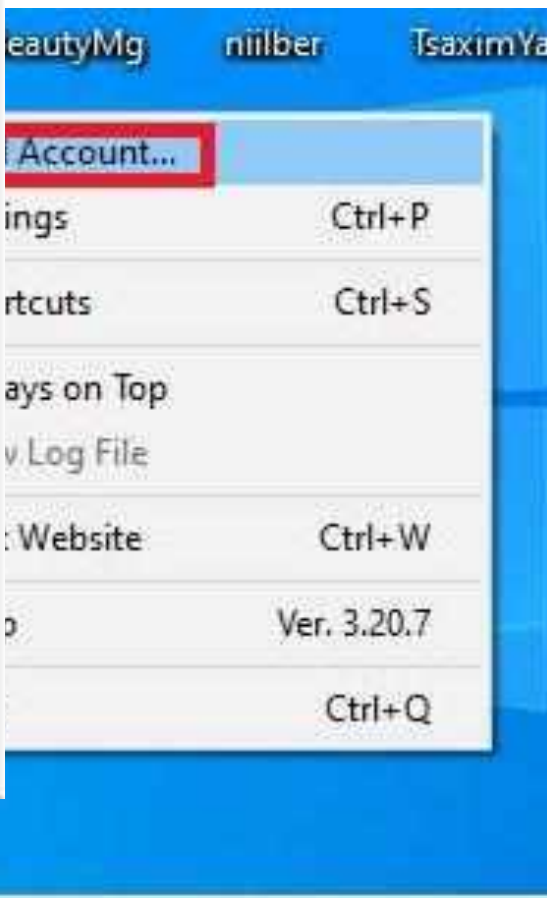 eautyMg niilber TsaximYa
Account...
ings Ctrl+P
rtcuts Ctrl+S
ays on Top
Log File
Website Ctrl+W
Ver. 3.20.7
Ctrl+Q